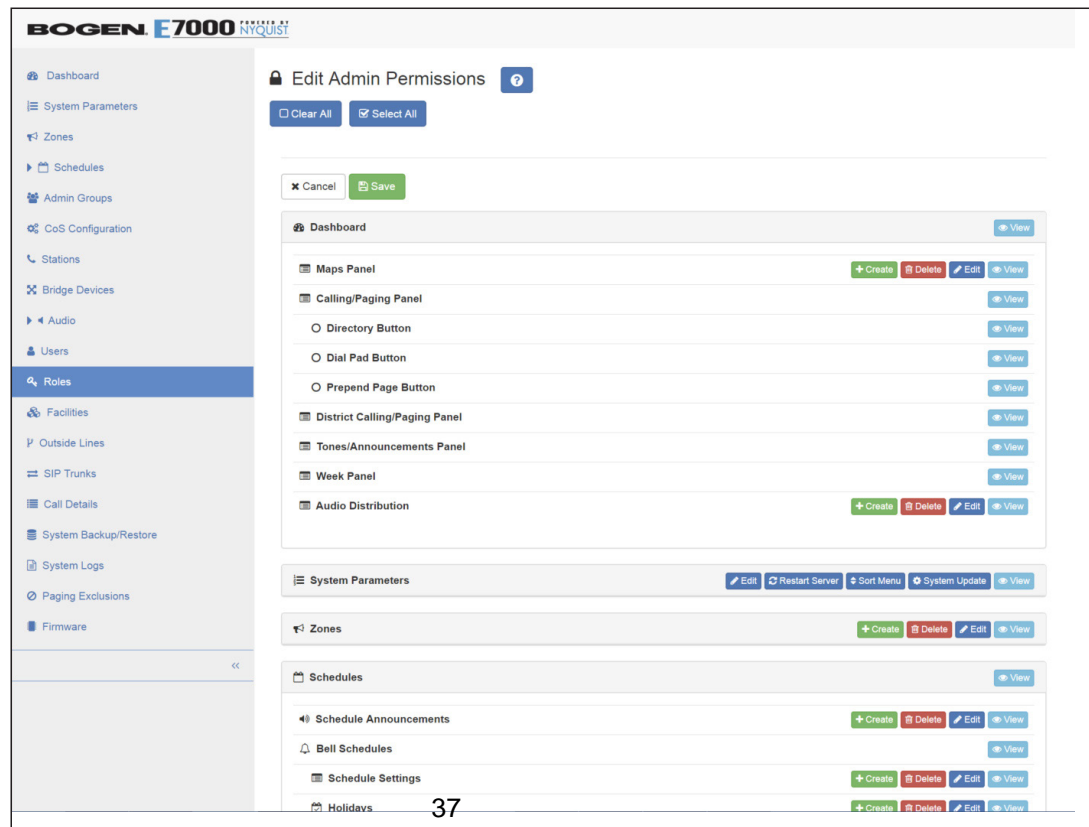 BOGEN. E7000 POWERED BY NYQUIST
Dashboard
System Parameters
Zones
Schedules
Admin Groups
CoS Configuration
Stations
Bridge Devices
Audio
Users
Roles
Facilities
Outside Lines
SIP Trunks
Call Details
System Backup/Restore
System Logs
Paging Exclusions
Firmware
<<
Edit Admin Permissions ?
Clear All Select All
Cancel Save
Dashboard View
Maps Panel Create Delete Edit View
Calling/Paging Panel View
Directory Button View
Dial Pad Button View
Prepend Page Button View
District Calling/Paging Panel View
Tones/Announcements Panel View
Week Panel View
Audio Distribution Create Delete Edit View
System Parameters Edit Restart Server Sort Menu System Update View
Zones Create Delete Edit View
Schedules View
Schedule Announcements Create Delete Edit View
Bell Schedules View
Schedule Settings Create Delete Edit View
Holidays Create Delete Edit View
37